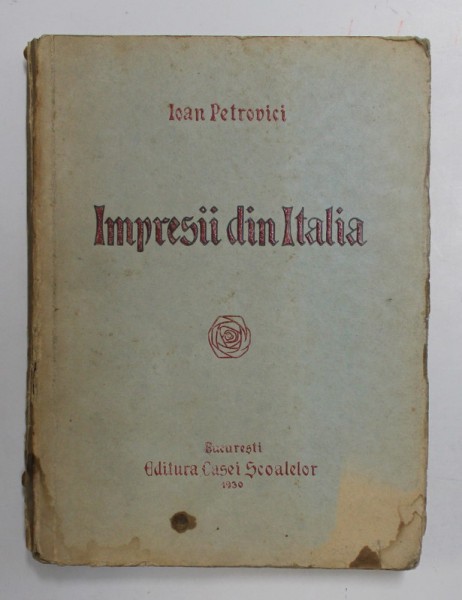 Ioan Petrovici
Impresii din Italia
București
Editura Casei Școalelor
1930